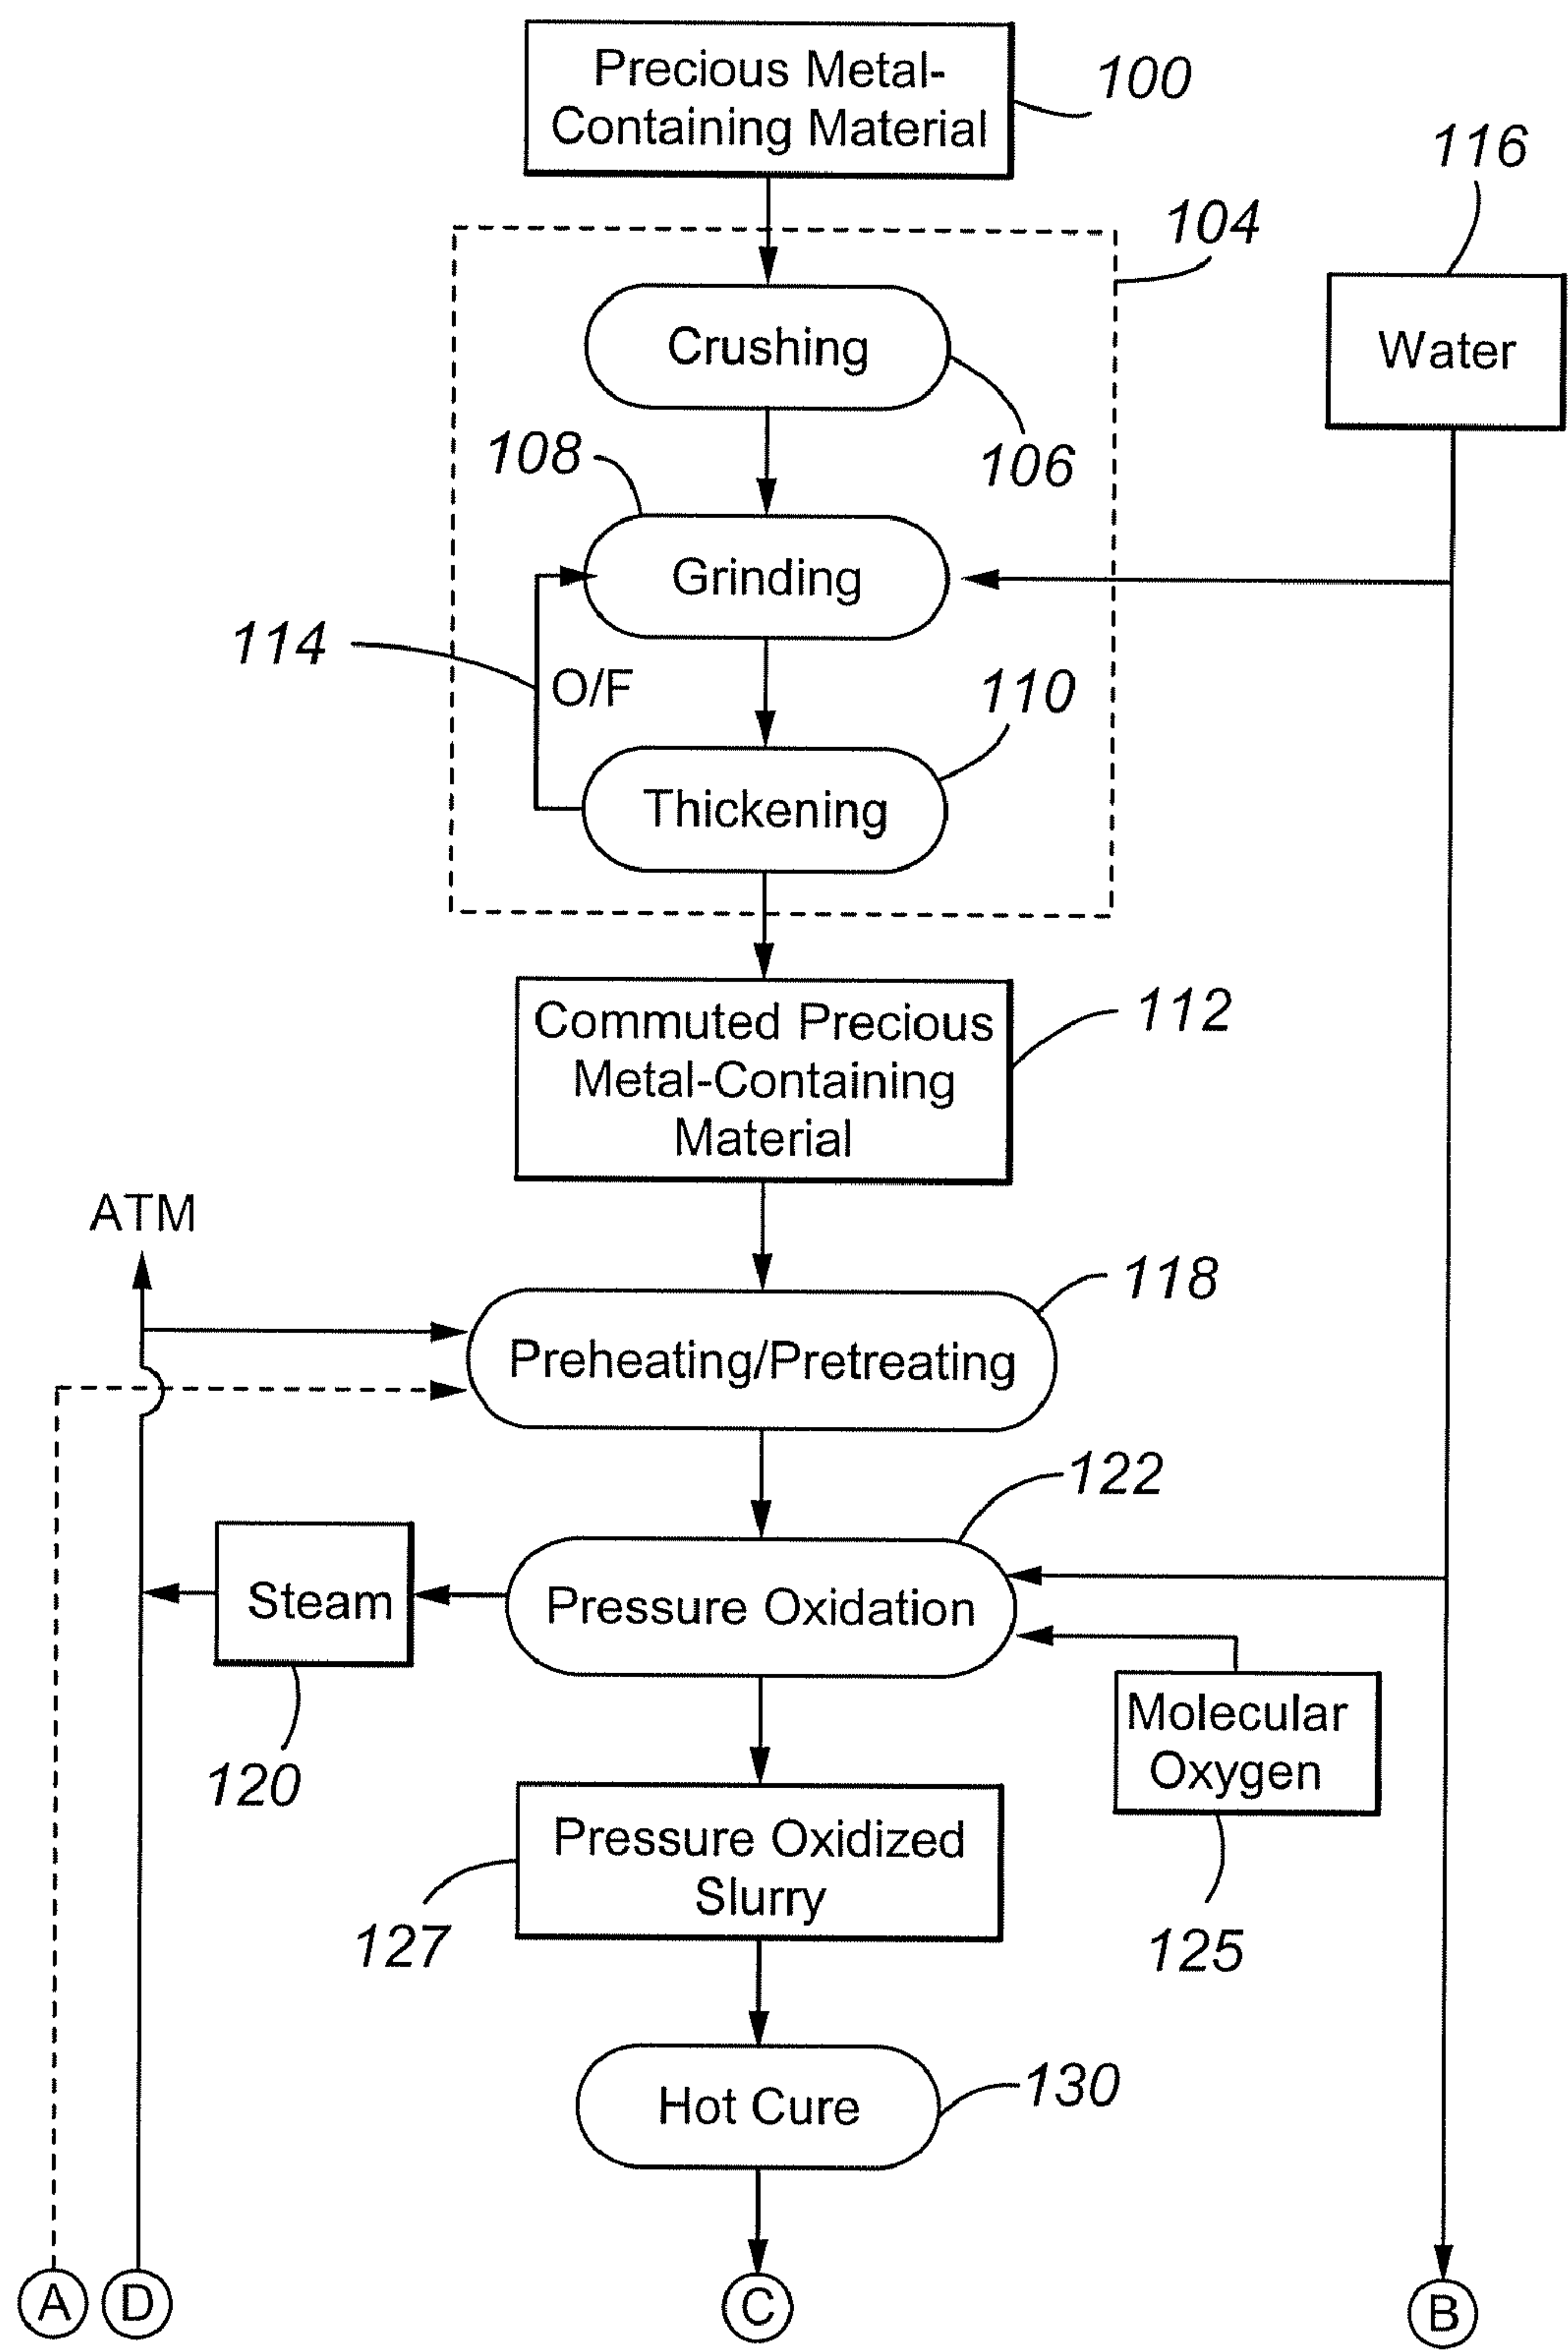 Precious Metal-
Containing Material
100
116
104
Crushing
Water
108
106
Grinding
114
O/F
110
Thickening
Commuted Precious
Metal-Containing
Material
112
ATM
118
Preheating/Pretreating
122
Steam
Pressure Oxidation
Molecular
Oxygen
120
Pressure Oxidized
Slurry
127
125
Hot Cure
130
A
D
C
B